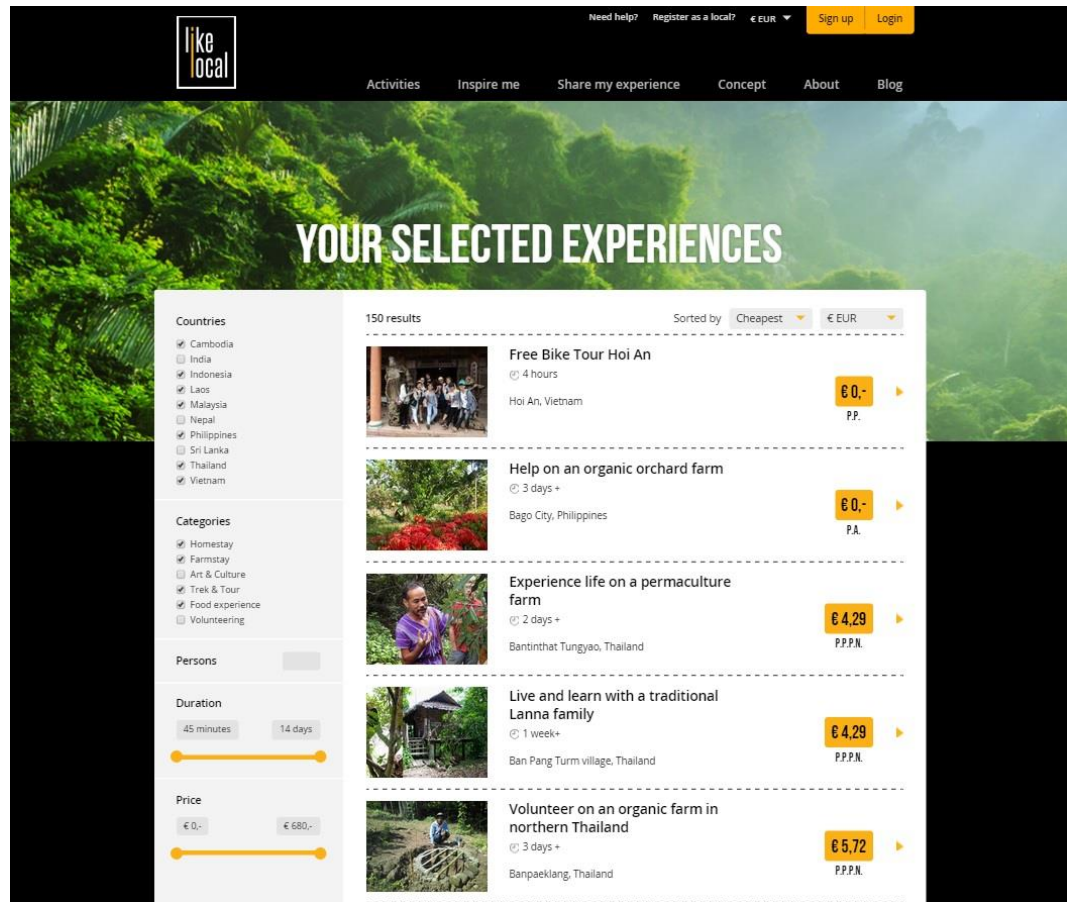 like
local
Need help? Register as a local? € EUR Sign up Login
Activities Inspire me Share my experience Concept About Blog
YOUR SELECTED EXPERIENCES
Countries
Cambodia
India
Indonesia
Laos
Malaysia
Nepal
Philippines
Sri Lanka
Thailand
Vietnam
Categories
Homestay
Farmstay
Art & Culture
Trek & Tour
Food experience
Volunteering
Persons
Duration
45 minutes 14 days
Price
€ 0,- € 680,-
150 results Sorted by Cheapest € EUR
Free Bike Tour Hoi An
4 hours
Hoi An, Vietnam
€ 0,-
P.P.
Help on an organic orchard farm
3 days +
Bago City, Philippines
€ 0,-
P.A.
Experience life on a permaculture
farm
2 days +
Bantinthat Tungyao, Thailand
€ 4,29
P.P.P.N.
Live and learn with a traditional
Lanna family
1 week+
Ban Pang Turm village, Thailand
€ 4,29
P.P.P.N.
Volunteer on an organic farm in
northern Thailand
3 days +
Banpaeklang, Thailand
€ 5,72
P.P.P.N.